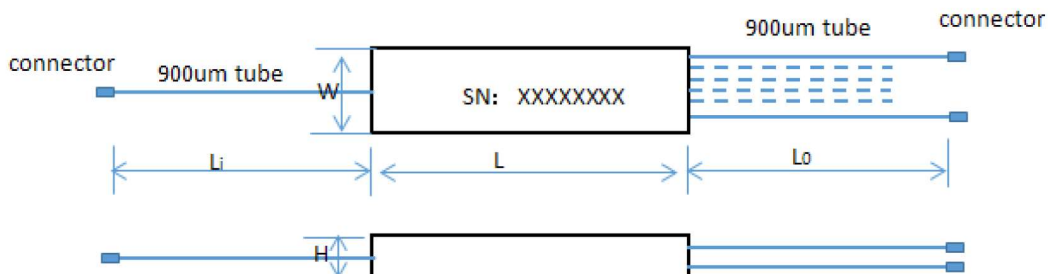 connector
900um tube
connector
900um tube
W
SN: XXXXXXXX
Li
L
L0
H